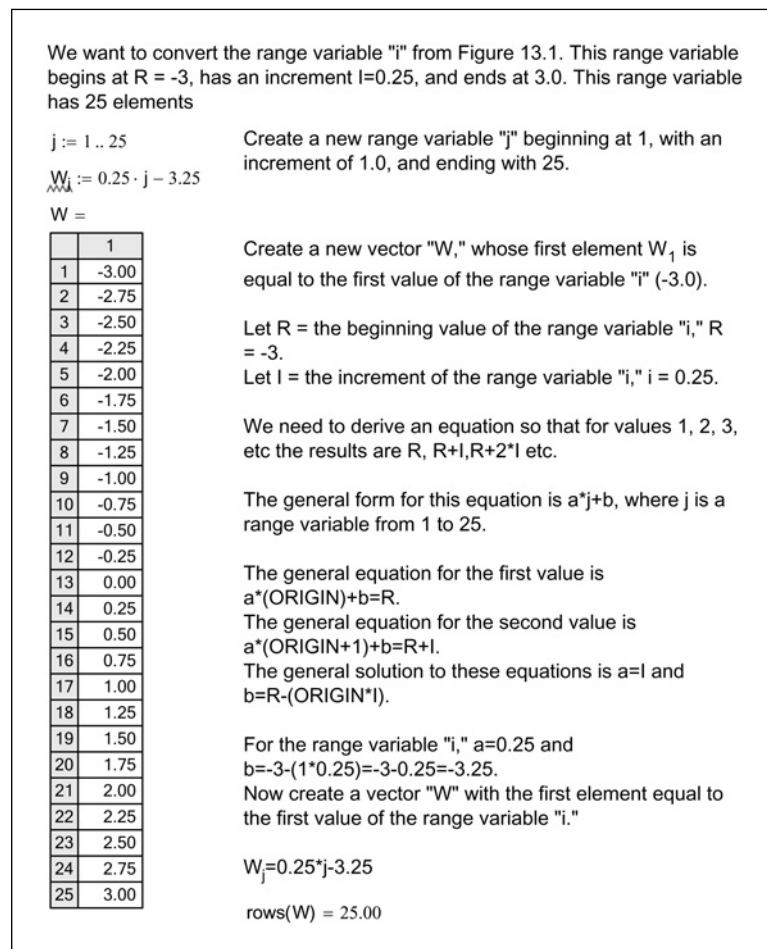 We want to convert the range variable "i" from Figure 13.1. This range variable
begins at R = -3, has an increment I=0.25, and ends at 3.0. This range variable
has 25 elements
j := 1 .. 25
Create a new range variable "j" beginning at 1, with an
increment of 1.0, and ending with 25.
Wj := 0.25 · j − 3.25
W =
1
1 -3.00
2 -2.75
3 -2.50
4 -2.25
5 -2.00
6 -1.75
7 -1.50
8 -1.25
9 -1.00
10 -0.75
11 -0.50
12 -0.25
13 0.00
14 0.25
15 0.50
16 0.75
17 1.00
18 1.25
19 1.50
20 1.75
21 2.00
22 2.25
23 2.50
24 2.75
25 3.00
Create a new vector "W," whose first element W₁ is
equal to the first value of the range variable "i" (-3.0).
Let R = the beginning value of the range variable "i," R
= -3.
Let I = the increment of the range variable "i," i = 0.25.
We need to derive an equation so that for values 1, 2, 3,
etc the results are R, R+I,R+2*I etc.
The general form for this equation is a*j+b, where j is a
range variable from 1 to 25.
The general equation for the first value is
a*(ORIGIN)+b=R.
The general equation for the second value is
a*(ORIGIN+1)+b=R+I.
The general solution to these equations is a=I and
b=R-(ORIGIN*I).
For the range variable "i," a=0.25 and
b=-3-(1*0.25)=-3-0.25=-3.25.
Now create a vector "W" with the first element equal to
the first value of the range variable "i."
Wj=0.25*j-3.25
rows(W) = 25.00